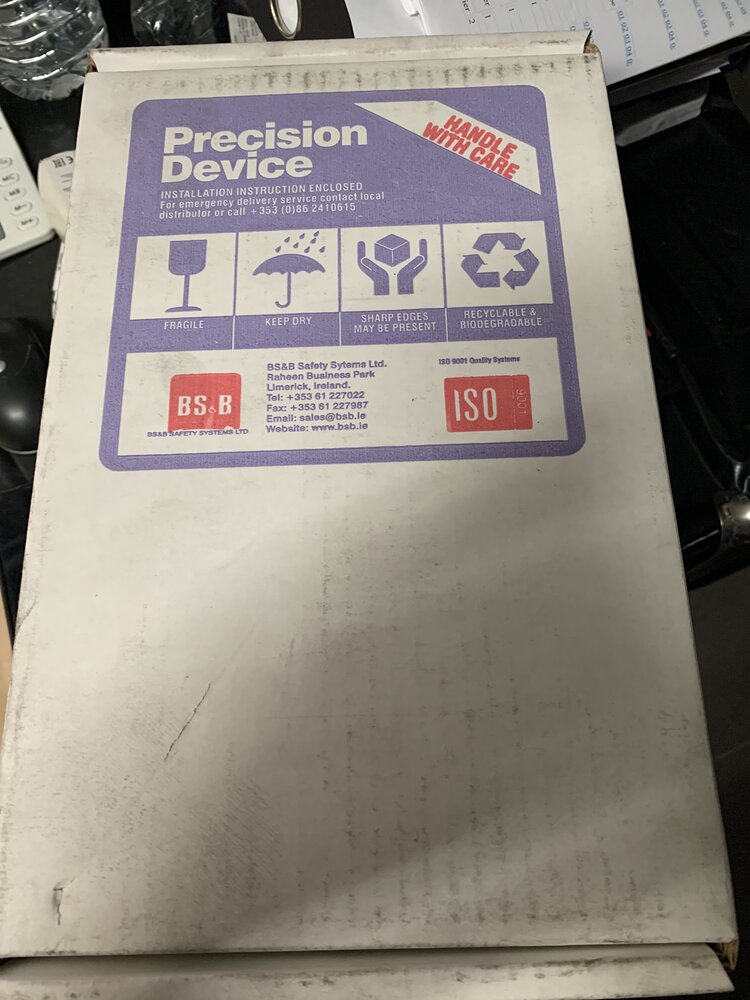 Precision
Device
HANDLE
WITH CARE
INSTALLATION INSTRUCTION ENCLOSED
For emergency delivery service contact local
distributor or call +353 (0)86 2410615
FRAGILE
KEEP DRY
SHARP EDGES
MAY BE PRESENT
RECYCLABLE &
BIODEGRADABLE
BS&B
BS&B SAFETY SYSTEMS LTD
BS&B Safety Sytems Ltd.
Raheen Business Park
Limerick, Ireland.
Tel: +353 61 227022
Fax: +353 61 227987
Email: sales@bsb.ie
Website: www.bsb.ie
ISO 9001 Quality Systems
ISO
9001